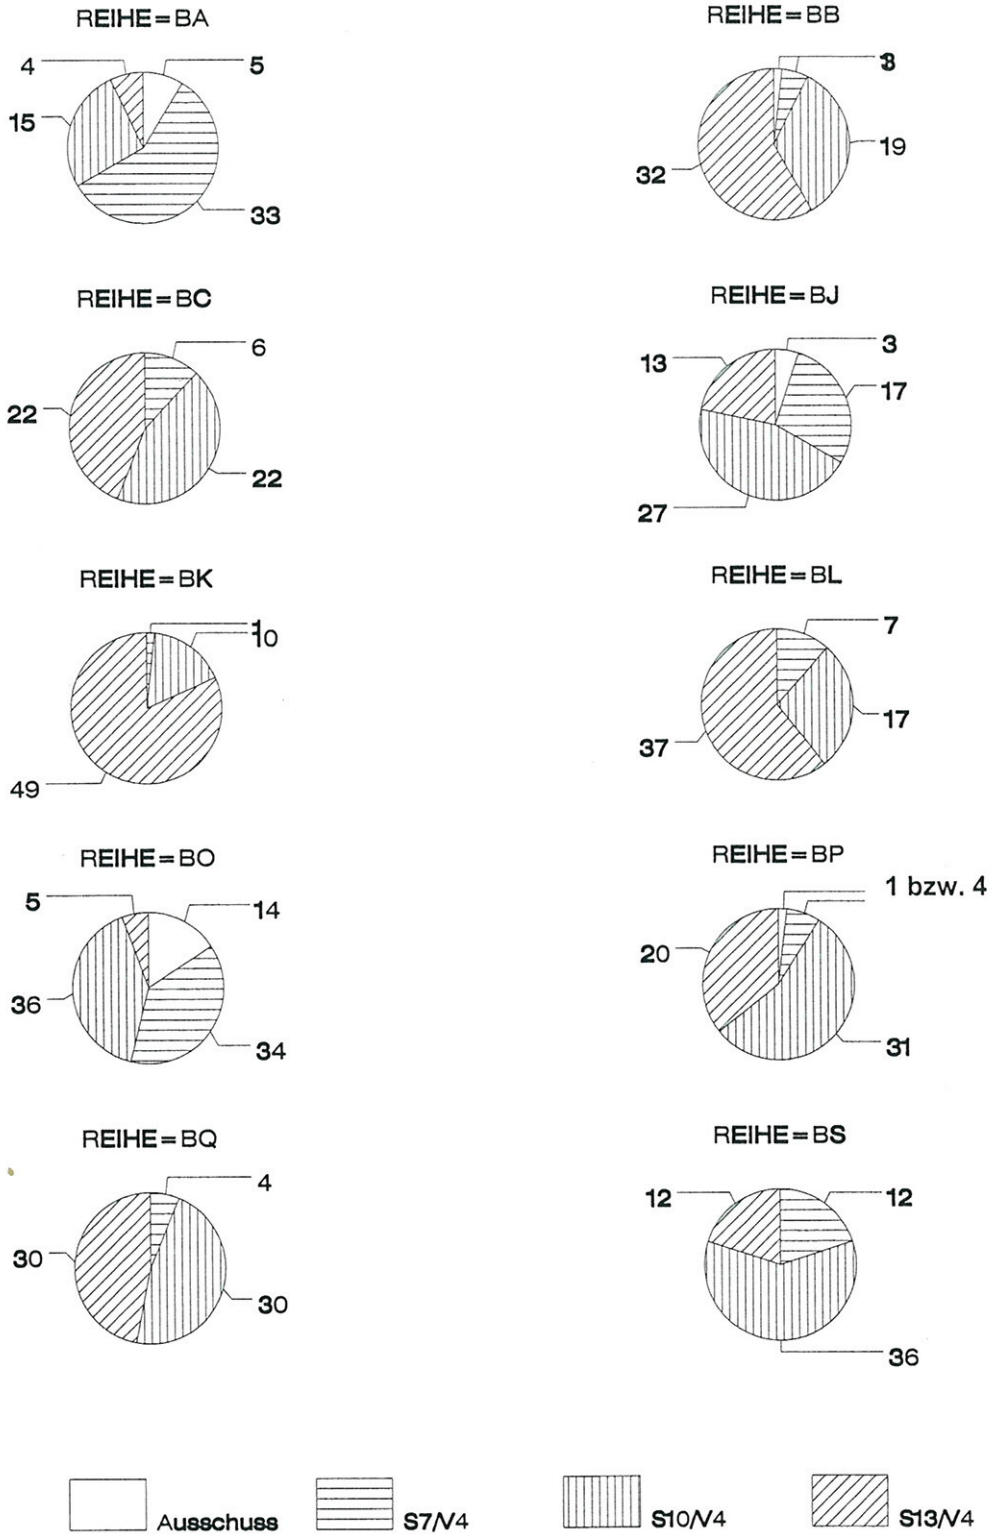 REIHE=BA
4
5
15
33
REIHE=BB
3
19
32
REIHE=BC
6
22
22
REIHE=BJ
3
13
17
27
REIHE=BK
1
10
49
REIHE=BL
7
17
37
REIHE=BO
5
14
36
34
REIHE=BP
1 bzw. 4
20
31
REIHE=BQ
4
30
30
REIHE=BS
12
12
36
Ausschuss
S7/V4
S10/V4
S13/V4